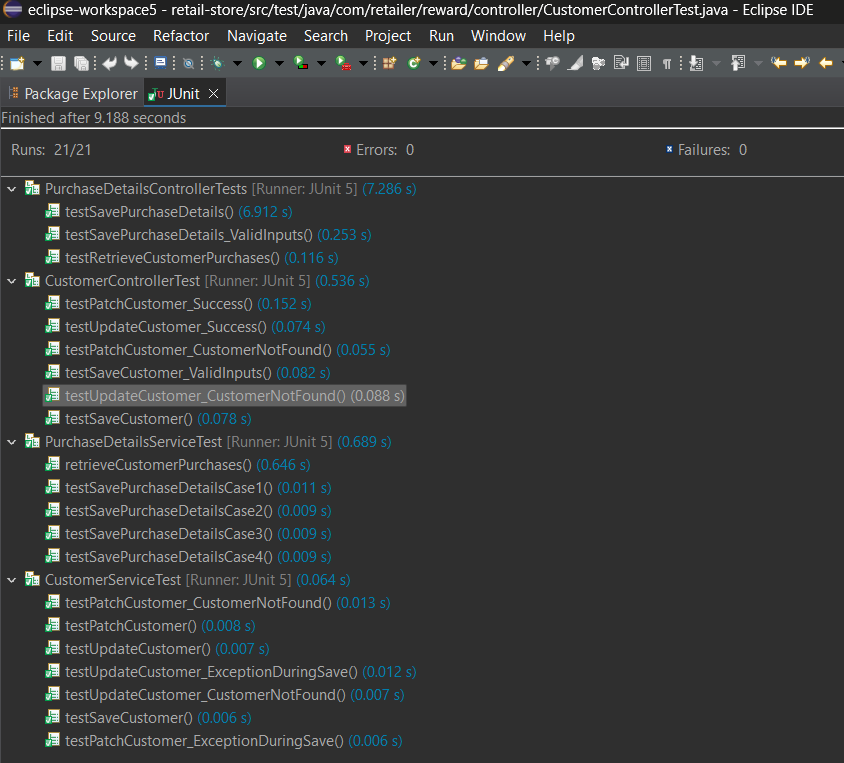 eclipse-workspace5 - retail-store/src/test/java/com/retailer/reward/controller/CustomerControllerTest.java - Eclipse IDE
File Edit Source Refactor Navigate Search Project Run Window Help
Package Explorer JUnit
Finished after 9.188 seconds
Runs: 21/21 Errors: 0 Failures: 0
PurchaseDetailsControllerTests [Runner: JUnit 5] (7.286 s)
testSavePurchaseDetails() (6.912 s)
testSavePurchaseDetails_ValidInputs() (0.253 s)
testRetrieveCustomerPurchases() (0.116 s)
CustomerControllerTest [Runner: JUnit 5] (0.536 s)
testPatchCustomer_Success() (0.152 s)
testUpdateCustomer_Success() (0.074 s)
testPatchCustomer_CustomerNotFound() (0.055 s)
testSaveCustomer_ValidInputs() (0.082 s)
testUpdateCustomer_CustomerNotFound() (0.088 s)
testSaveCustomer() (0.078 s)
PurchaseDetailsServiceTest [Runner: JUnit 5] (0.689 s)
retrieveCustomerPurchases() (0.646 s)
testSavePurchaseDetailsCase1() (0.011 s)
testSavePurchaseDetailsCase2() (0.009 s)
testSavePurchaseDetailsCase3() (0.009 s)
testSavePurchaseDetailsCase4() (0.009 s)
CustomerServiceTest [Runner: JUnit 5] (0.064 s)
testPatchCustomer_CustomerNotFound() (0.013 s)
testPatchCustomer() (0.008 s)
testUpdateCustomer() (0.007 s)
testUpdateCustomer_ExceptionDuringSave() (0.012 s)
testUpdateCustomer_CustomerNotFound() (0.007 s)
testSaveCustomer() (0.006 s)
testPatchCustomer_ExceptionDuringSave() (0.006 s)